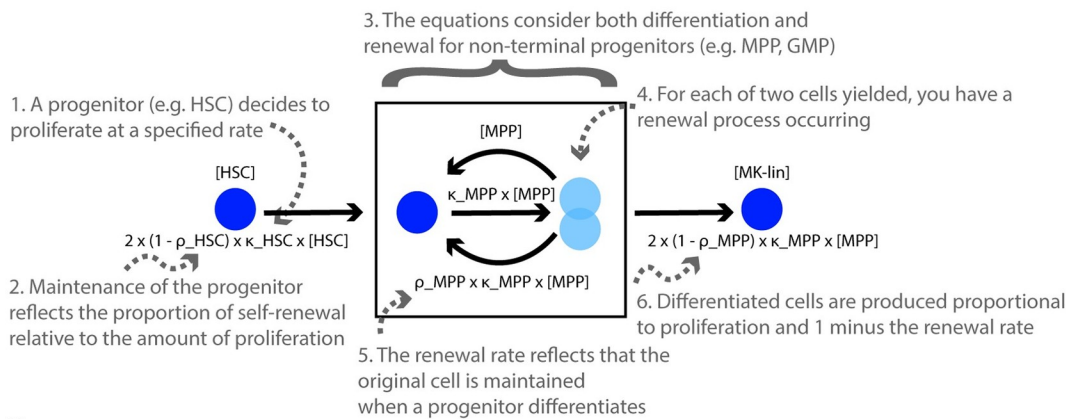 3. The equations consider both differentiation and
renewal for non-terminal progenitors (e.g. MPP, GMP)
1. A progenitor (e.g. HSC) decides to
proliferate at a specified rate
4. For each of two cells yielded, you have a
renewal process occurring
[MPP]
[HSC]
[MK-lin]
κ_MPP x [MPP]
2 x (1 - ρ_HSC) x κ_HSC x [HSC]
2 x (1 - ρ_MPP) x κ_MPP x [MPP]
ρ_MPP x κ_MPP x [MPP]
2. Maintenance of the progenitor
reflects the proportion of self-renewal
relative to the amount of proliferation
6. Differentiated cells are produced proportional
to proliferation and 1 minus the renewal rate
5. The renewal rate reflects that the
original cell is maintained
when a progenitor differentiates